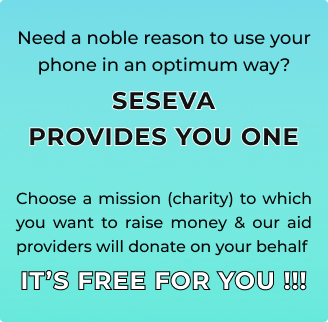 Need a noble reason to use your
phone in an optimum way?
SESEVA
PROVIDES YOU ONE
Choose a mission (charity) to which
you want to raise money & our aid
providers will donate on your behalf
IT’S FREE FOR YOU !!!